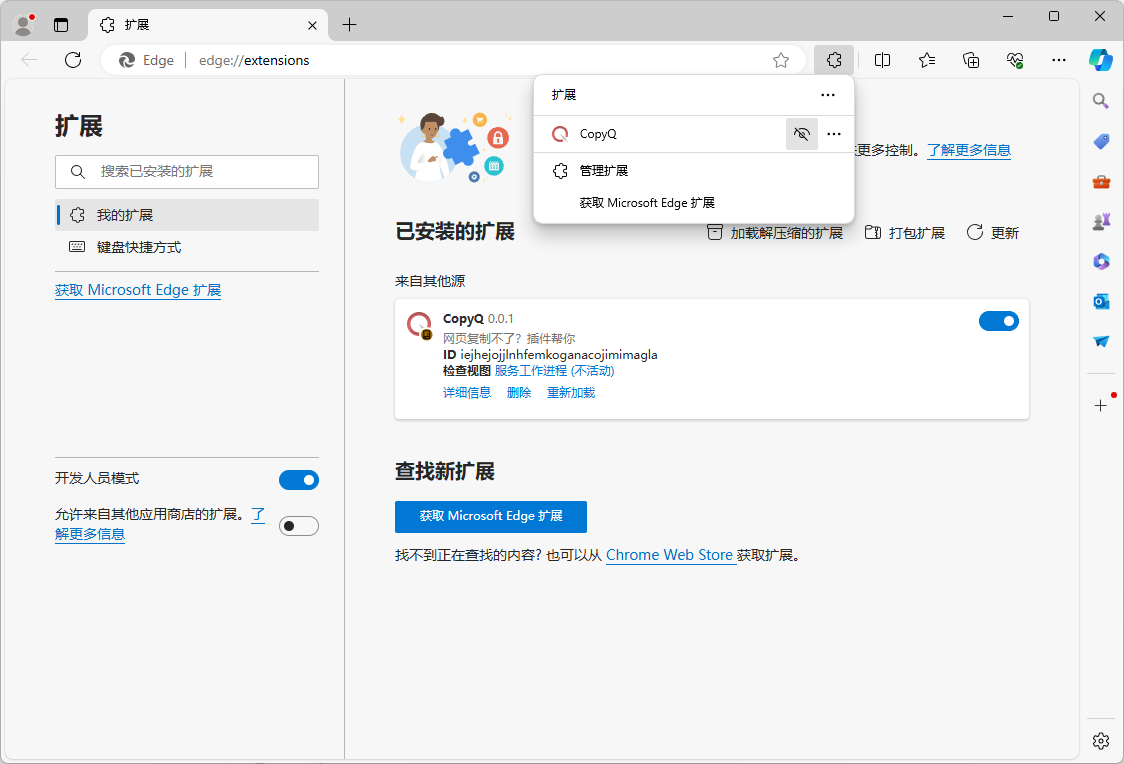 扩展
Edge
edge://extensions
扩展
CopyQ
管理扩展
获取 Microsoft Edge 扩展
扩展
搜索已安装的扩展
我的扩展
键盘快捷方式
获取 Microsoft Edge 扩展
开发人员模式
允许来自其他应用商店的扩展。了
解更多信息
更多控制。了解更多信息
已安装的扩展
加载解压缩的扩展
打包扩展
更新
来自其他源
CopyQ 0.0.1
网页复制不了？插件帮你
ID iejhejojjlnhfemkoganacojimimagla
检查视图 服务工作进程 (不活动)
详细信息 删除 重新加载
查找新扩展
获取 Microsoft Edge 扩展
找不到正在查找的内容? 也可以从 Chrome Web Store 获取扩展。